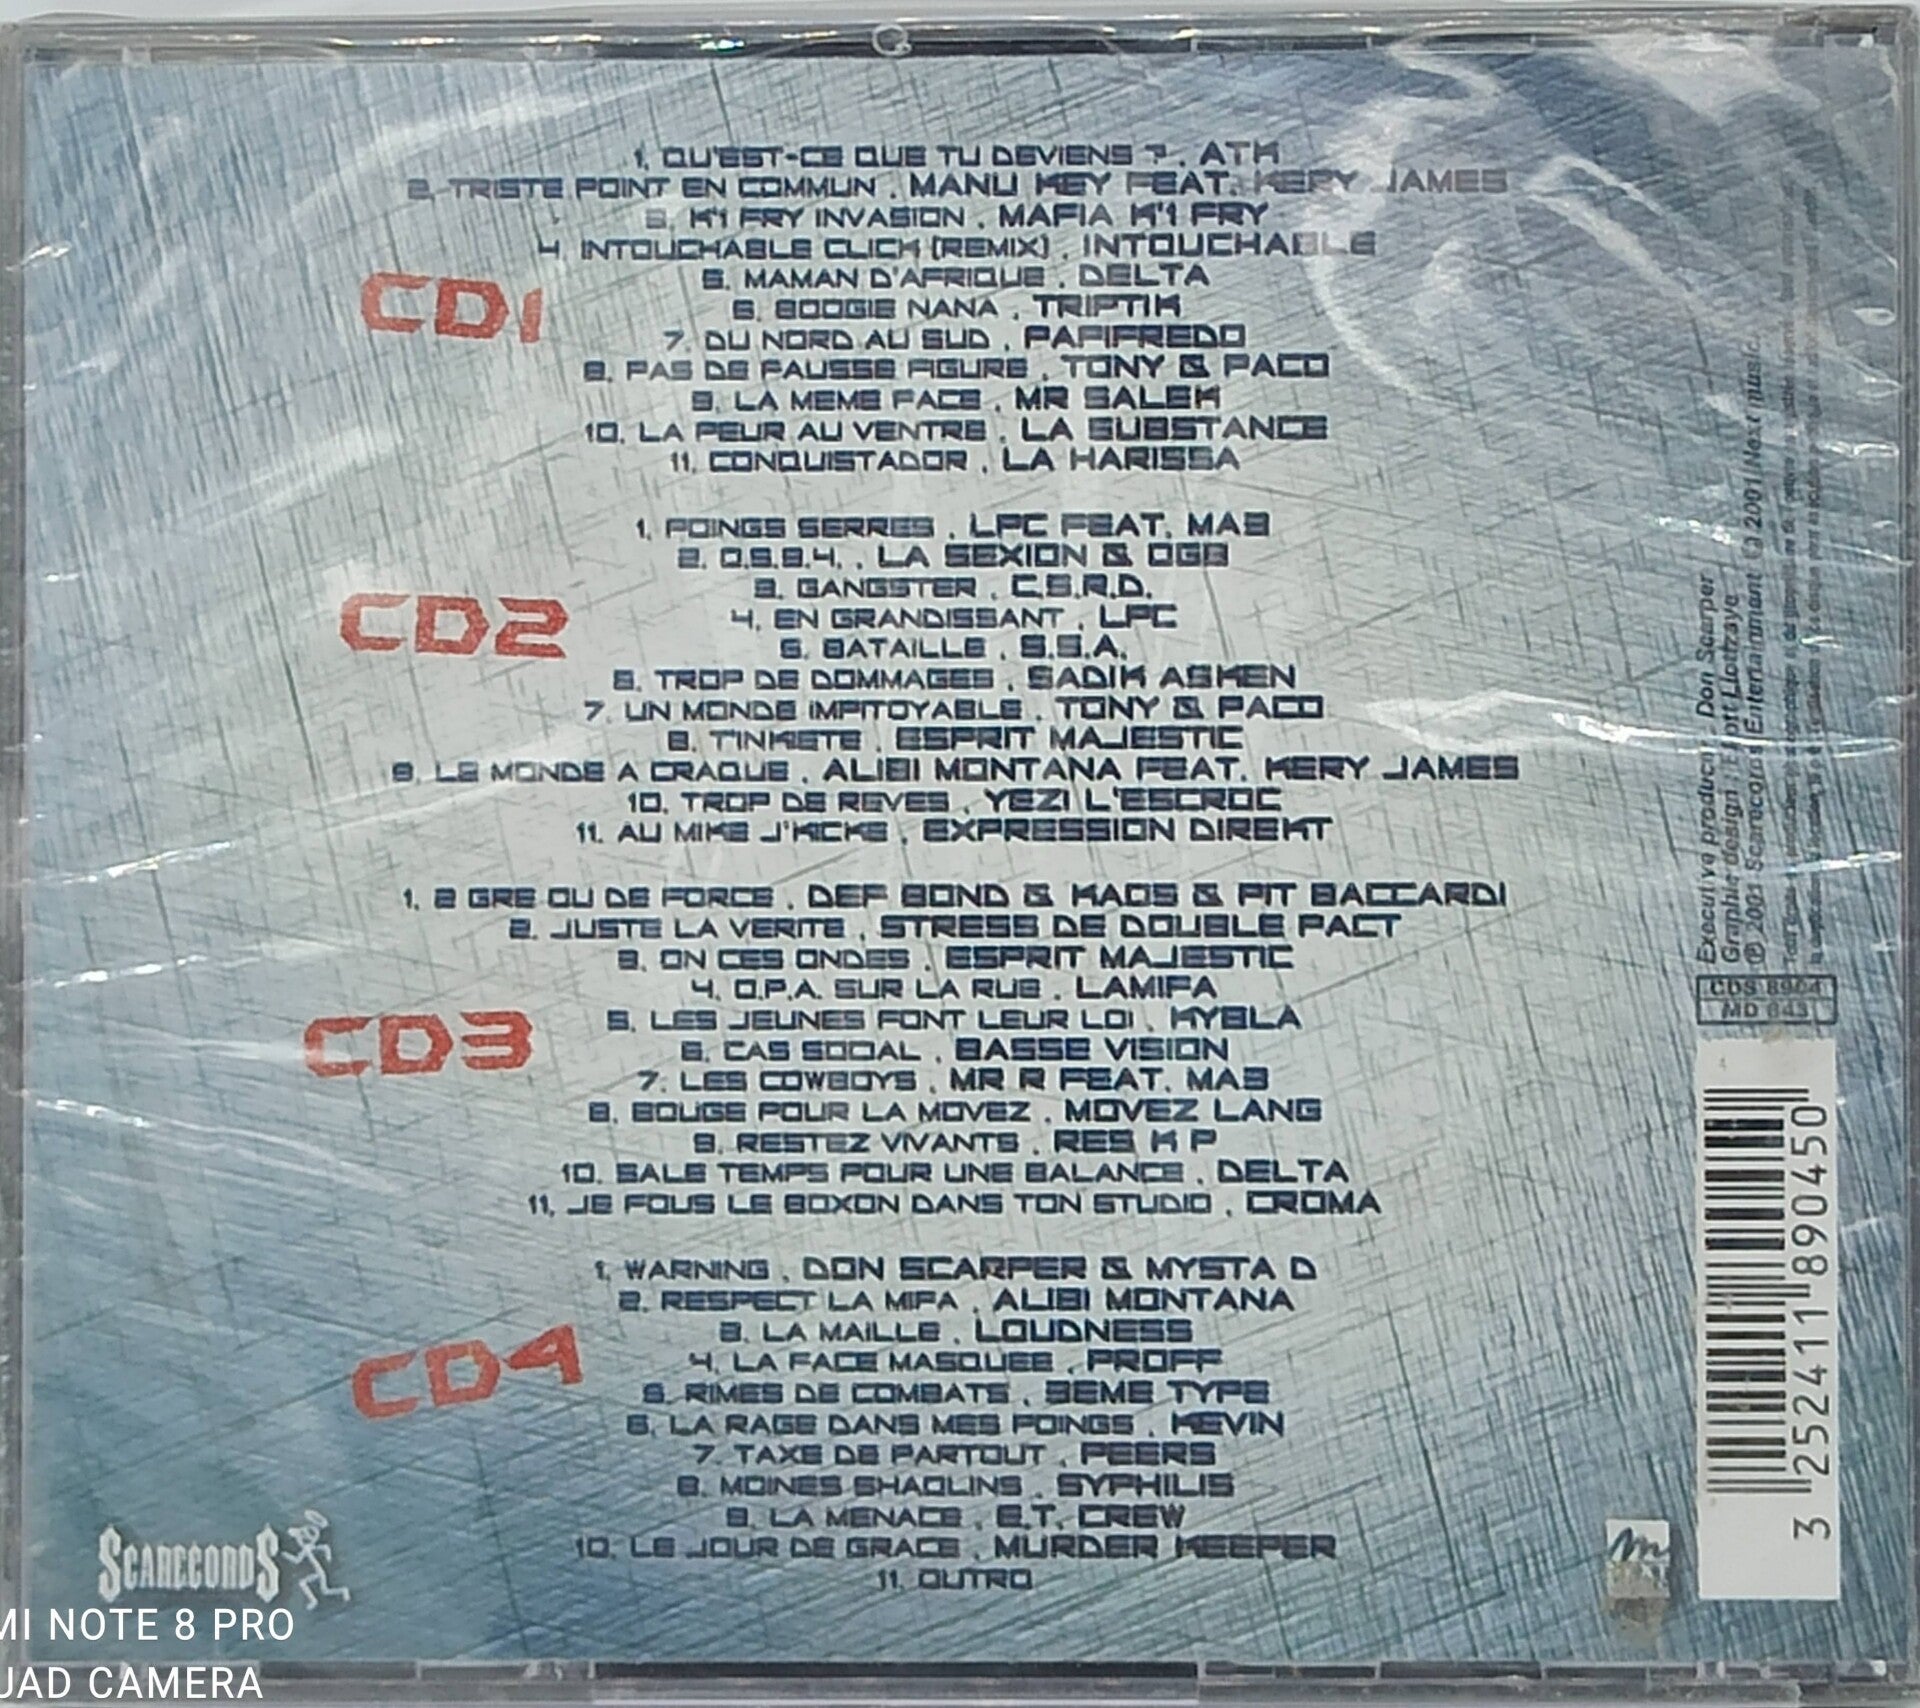 1. QU'EST-CE QUE TU DEVIENS ? . ATK
2. TRISTE POINT EN COMMUN . MANU KEY FEAT. KERY JAMES
3. K'1 FRY INVASION . MAFIA K'1 FRY
4. INTOUCHABLE CLICK (REMIX) . INTOUCHABLE
5. MAMAN D'AFRIQUE . DELTA
6. BOOGIE NANA . TRIPTIK
7. DU NORD AU SUD . PAPIFREDO
8. PAS DE FAUSSE FIGURE . TONY & PACO
9. LA MEME FACE . MR SALEK
10. LA PEUR AU VENTRE . LA SUBSTANCE
11. CONQUISTADOR . LA HARISSA
CD1
1. POINGS SERRES . LPC FEAT. MAB
2. O.S.B.4. . LA SEXION & OGB
3. GANGSTER . C.S.R.D.
4. EN GRANDISSANT . LPC
5. BATAILLE . S.S.A.
6. TROP DE DOMMAGES . SADIK ASKEN
7. UN MONDE IMPITOYABLE . TONY & PACO
8. T'INKIETE . ESPRIT MAJESTIC
9. LE MONDE A CRAQUE . ALIBI MONTANA FEAT. KERY JAMES
10. TROP DE REVES . YEZI L'ESCROC
11. AU MIKE J'KICKE . EXPRESSION DIREKT
CD2
1. 2 GRE OU DE FORCE . DEF BOND & KAOS & PIT BACCARDI
2. JUSTE LA VERITE . STRESS DE DOUBLE PACT
3. ON CES ONDES . ESPRIT MAJESTIC
4. O.P.A. SUR LA RUE . LAMIFA
5. LES JEUNES FONT LEUR LOI . KYBLA
6. CAS SOCIAL . BASSE VISION
7. LES COWBOYS . MR R FEAT. MAB
8. BOUGE POUR LA MOVEZ . MOVEZ LANG
9. RESTEZ VIVANTS . RES K P
10. SALE TEMPS POUR UNE BALANCE . DELTA
11. JE FOUS LE BOXON DANS TON STUDIO . CROMA
CD3
1. WARNING . DON SCARPER & MYSTA D
2. RESPECT LA MIFA . ALIBI MONTANA
3. LA MAILLE . LOUDNESS
4. LA FACE MASQUEE . PROFF
5. RIMES DE COMBATS . 3EME TYPE
6. LA RAGE DANS MES POINGS . KEVIN
7. TAXE DE PARTOUT . PEERS
8. MOINES SHAOLINS . SYPHILIS
9. LA MENACE . E.T. CREW
10. LE JOUR DE GRACE . MURDER KEEPER
11. OUTRO
CD4
Executive producer : Don Scarper
Graphic design :
℗ 2001 Scarecords Entertainment © 2001 Next music.
CDS 8904
MD 643
3 252411 890450
SCARECORDS
MI NOTE 8 PRO
UAD CAMERA